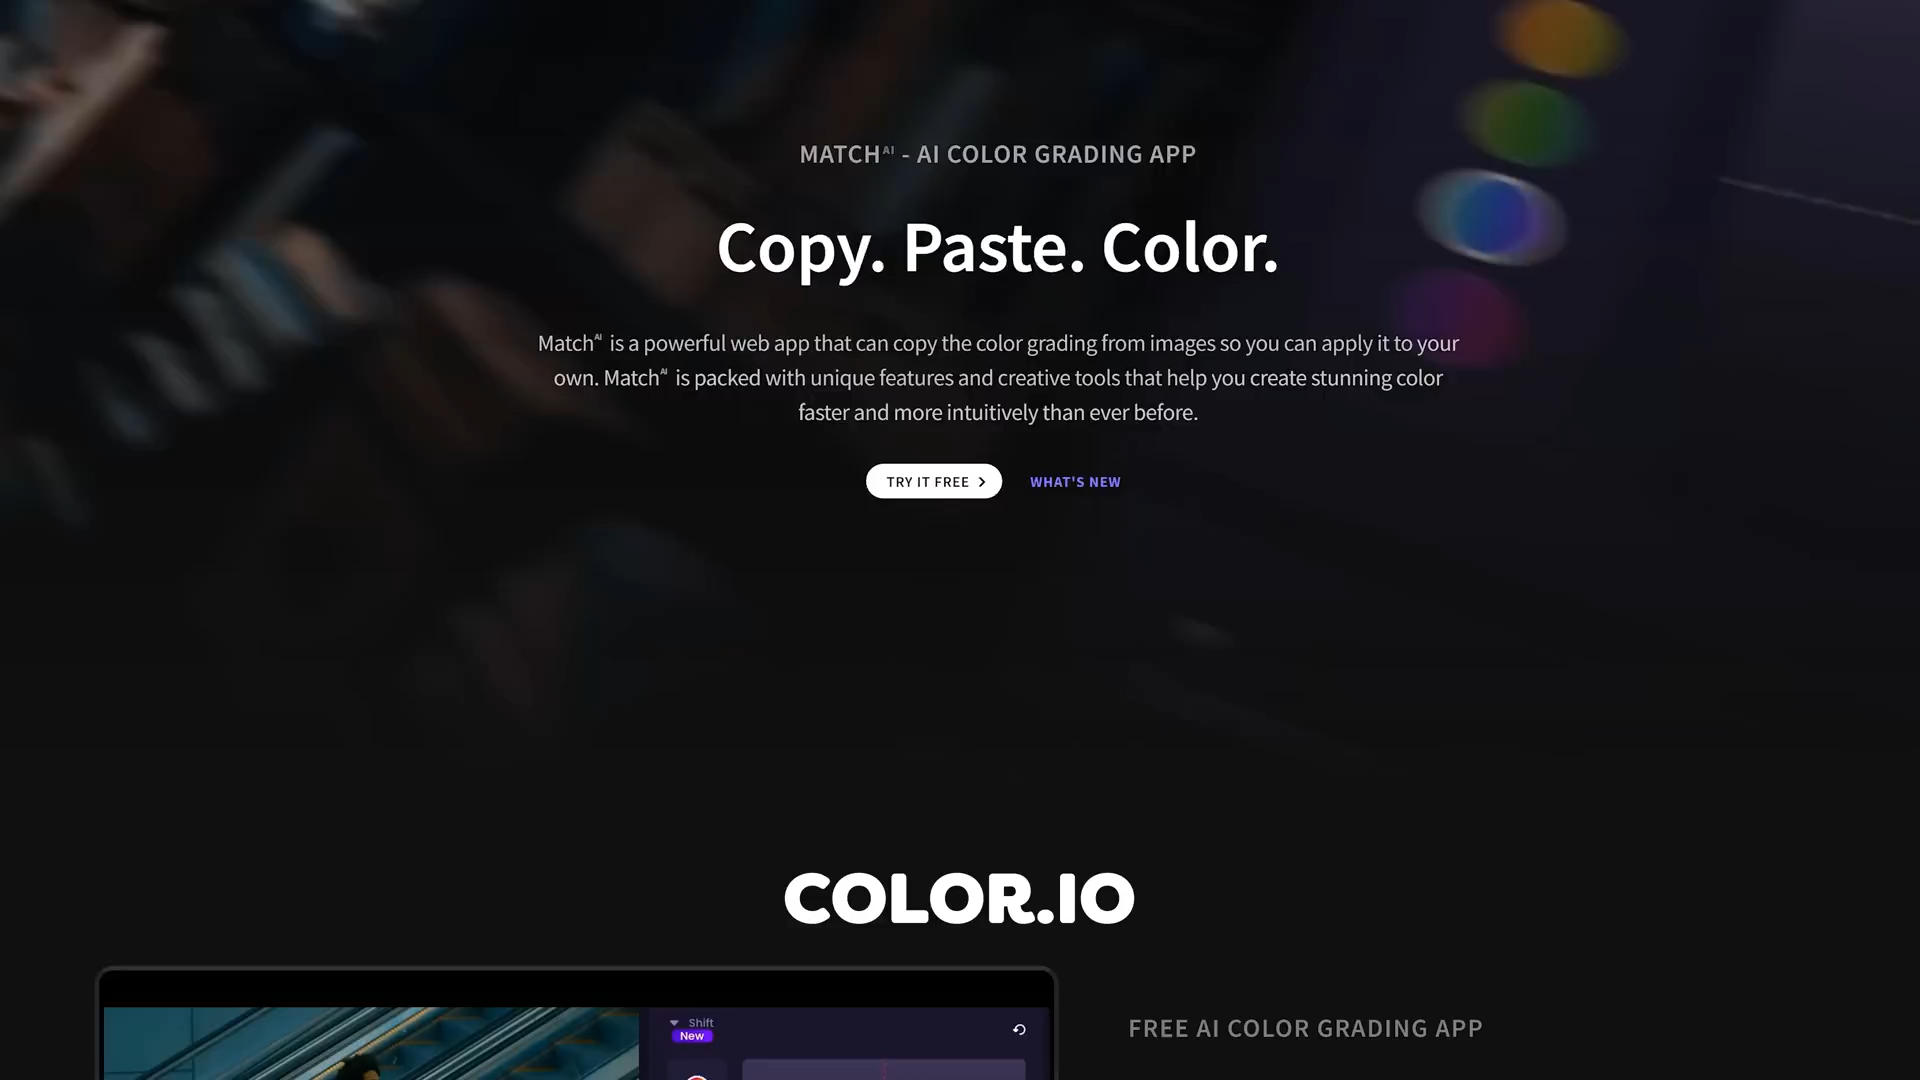 MATCHᴬᴵ - AI COLOR GRADING APP
Copy. Paste. Color.
Matchᴬᴵ is a powerful web app that can copy the color grading from images so you can apply it to your
own. Matchᴬᴵ is packed with unique features and creative tools that help you create stunning color
faster and more intuitively than ever before.
TRY IT FREE
WHAT'S NEW
COLOR.IO
Shift
New
FREE AI COLOR GRADING APP